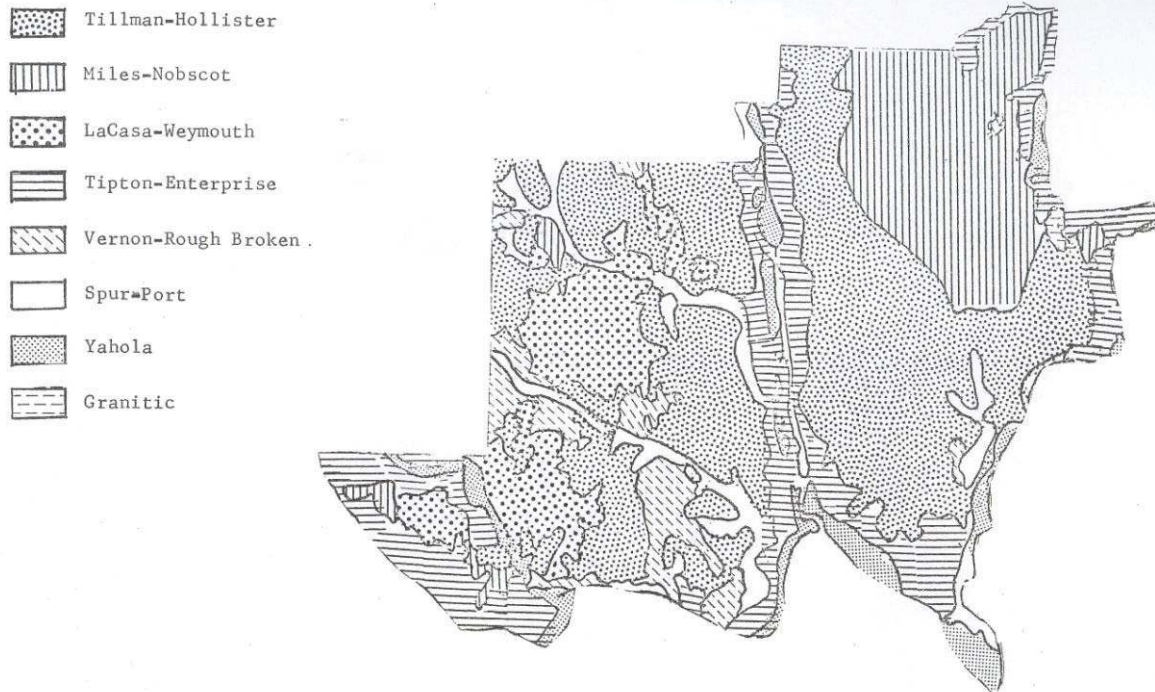 Tillman-Hollister
Miles-Nobscot
LaCasa-Weymouth
Tipton-Enterprise
Vernon-Rough Broken.
Spur-Port
Yahola
Granitic